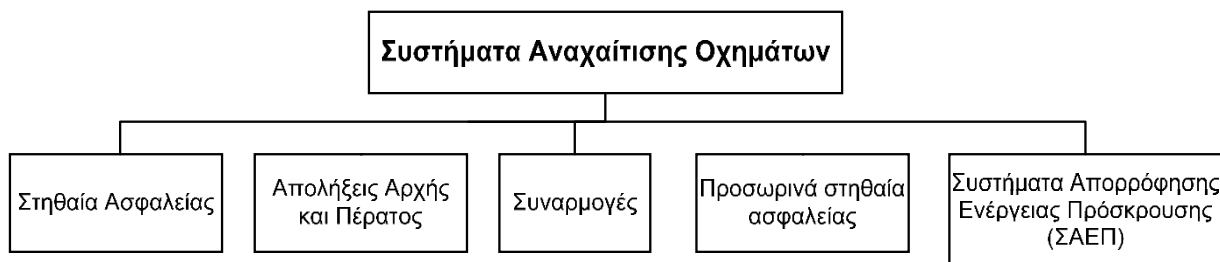 Συστήματα Αναχαίτισης Οχημάτων
Στηθαία Ασφαλείας
Απολήξεις Αρχής
και Πέρατος
Συναρμογές
Προσωρινά στηθαία
ασφαλείας
Συστήματα Απορρόφησης
Ενέργειας Πρόσκρουσης
(ΣΑΕΠ)